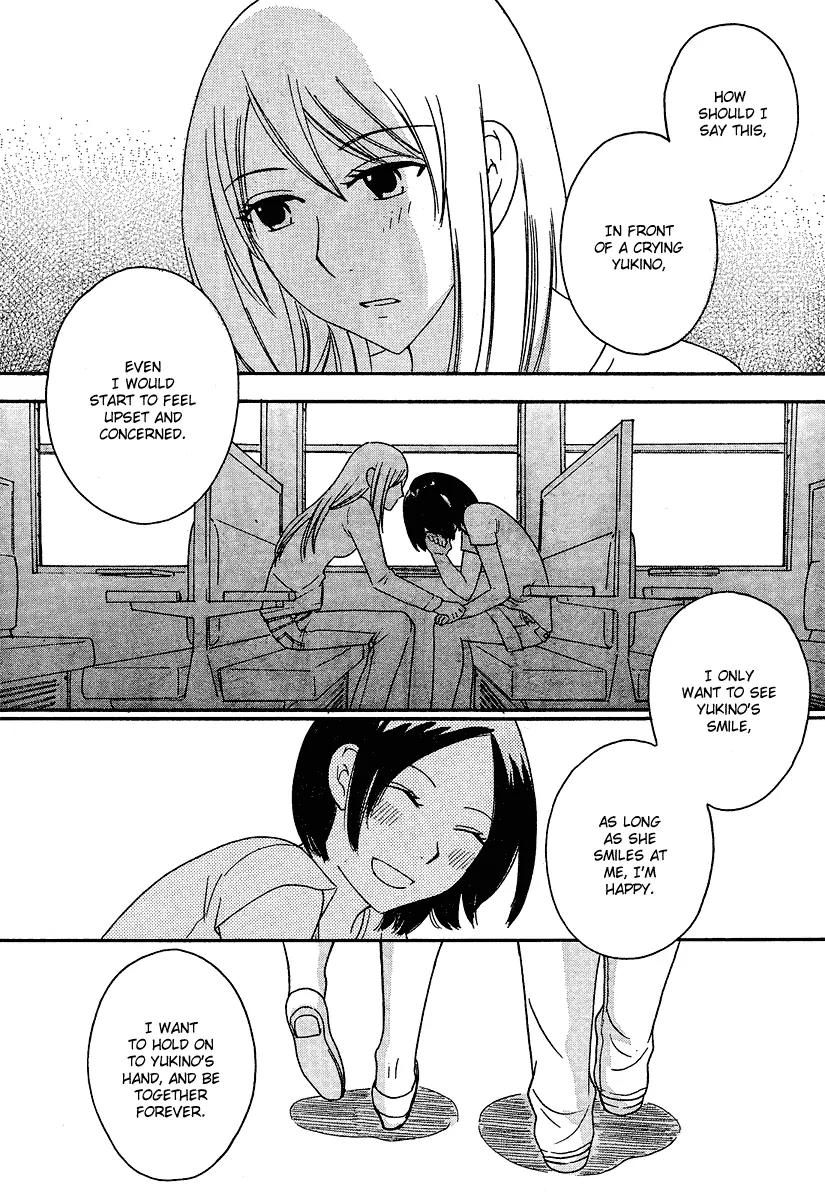 HOW
SHOULD I
SAY THIS,
IN FRONT
OF A CRYING
YUKINO,
EVEN
I WOULD
START TO FEEL
UPSET AND
CONCERNED.
I ONLY
WANT TO SEE
YUKINO'S
SMILE,
AS LONG
AS SHE
SMILES AT
ME, I'M
HAPPY.
I WANT
TO HOLD ON
TO YUKINO'S
HAND, AND BE
TOGETHER
FOREVER.